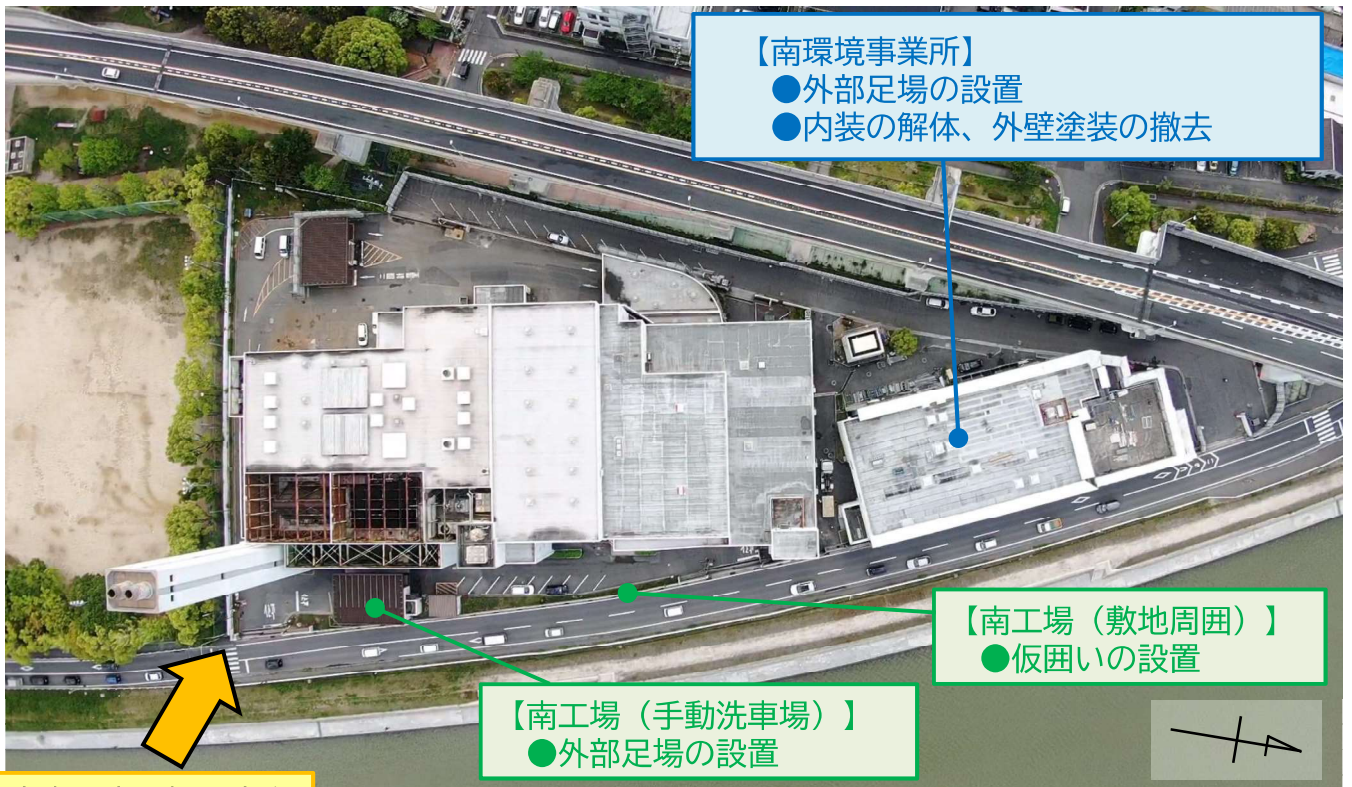 【南環境事業所】
●外部足場の設置
●内装の解体、外壁塗装の撤去
【南工場（敷地周囲）】
●仮囲いの設置
【南工場（手動洗車場）】
●外部足場の設置